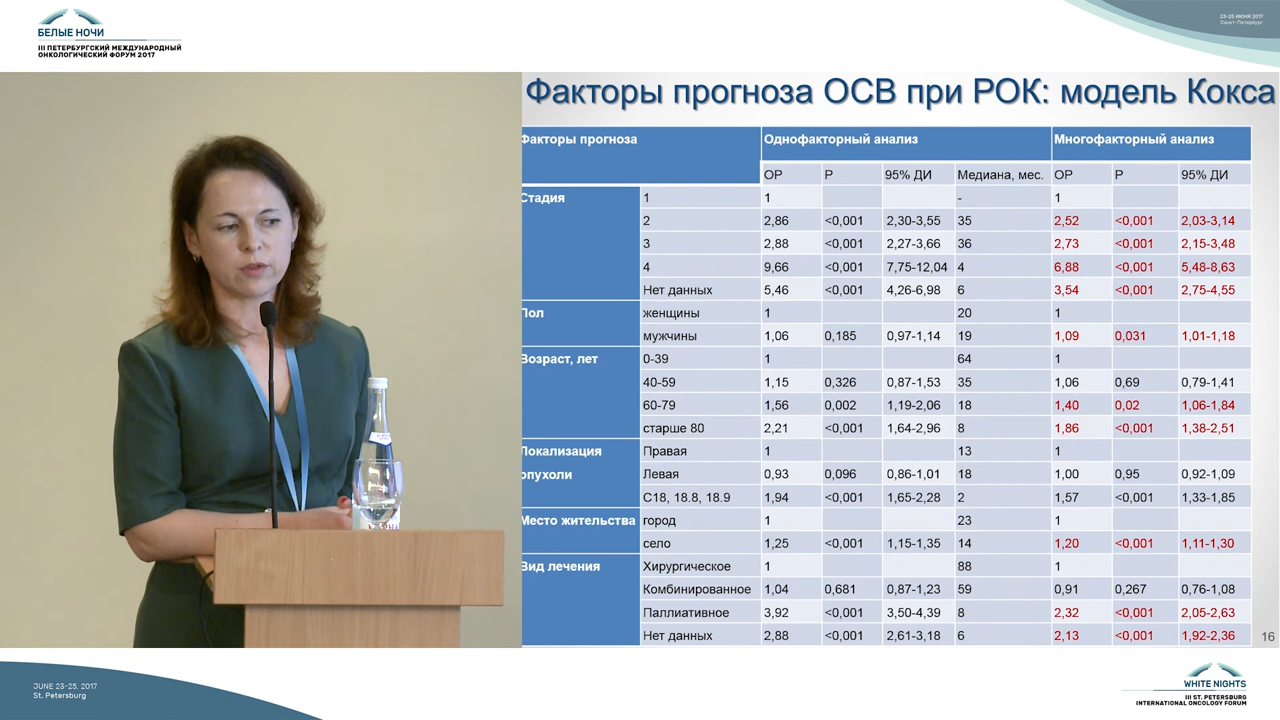 БЕЛЫЕ НОЧИ
III ПЕТЕРБУРГСКИЙ МЕЖДУНАРОДНЫЙ
ОНКОЛОГИЧЕСКИЙ ФОРУМ 2017
23-25 ИЮНЯ 2017
Санкт-Петербург
Факторы прогноза ОСВ при РОК: модель Кокса
Факторы прогноза Однофакторный анализ Многофакторный анализ
ОР Р 95% ДИ Медиана, мес. ОР Р 95% ДИ
Стадия 1 1 - 1
2 2,86 <0,001 2,30-3,55 35 2,52 <0,001 2,03-3,14
3 2,88 <0,001 2,27-3,66 36 2,73 <0,001 2,15-3,48
4 9,66 <0,001 7,75-12,04 4 6,88 <0,001 5,48-8,63
Нет данных 5,46 <0,001 4,26-6,98 6 3,54 <0,001 2,75-4,55
Пол женщины 1 20 1
мужчины 1,06 0,185 0,97-1,14 19 1,09 0,031 1,01-1,18
Возраст, лет 0-39 1 64 1
40-59 1,15 0,326 0,87-1,53 35 1,06 0,69 0,79-1,41
60-79 1,56 0,002 1,19-2,06 18 1,40 0,02 1,06-1,84
старше 80 2,21 <0,001 1,64-2,96 8 1,86 <0,001 1,38-2,51
Локализация Правая 1 13 1
опухоли Левая 0,93 0,096 0,86-1,01 18 1,00 0,95 0,92-1,09
С18, 18.8, 18.9 1,94 <0,001 1,65-2,28 2 1,57 <0,001 1,33-1,85
Место жительства город 1 23 1
село 1,25 <0,001 1,15-1,35 14 1,20 <0,001 1,11-1,30
Вид лечения Хирургическое 1 88 1
Комбинированное 1,04 0,681 0,87-1,23 59 0,91 0,267 0,76-1,08
Паллиативное 3,92 <0,001 3,50-4,39 8 2,32 <0,001 2,05-2,63
Нет данных 2,88 <0,001 2,61-3,18 6 2,13 <0,001 1,92-2,36
16
JUNE 23-25, 2017
St. Petersburg
WHITE NIGHTS
III ST. PETERSBURG
INTERNATIONAL ONCOLOGY FORUM